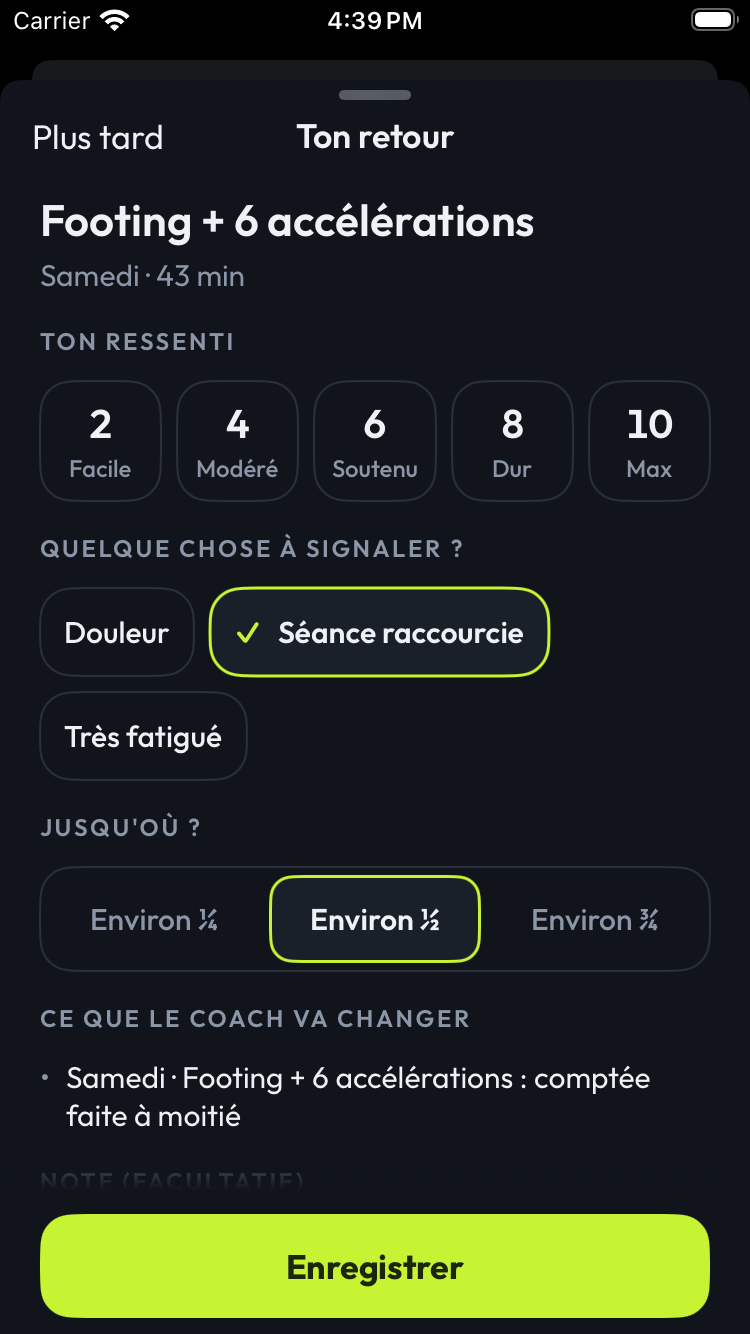 Carrier 4:39 PM
Plus tard Ton retour
Footing + 6 accélérations
Samedi · 43 min
TON RESSENTI
2 4 6 8 10
Facile Modéré Soutenu Dur Max
QUELQUE CHOSE À SIGNALER ?
Douleur ✓ Séance raccourcie
Très fatigué
JUSQU'OÙ ?
Environ ¼ Environ ½ Environ ¾
CE QUE LE COACH VA CHANGER
• Samedi · Footing + 6 accélérations : comptée
faite à moitié
NOTE (FACULTATIF)
Enregistrer